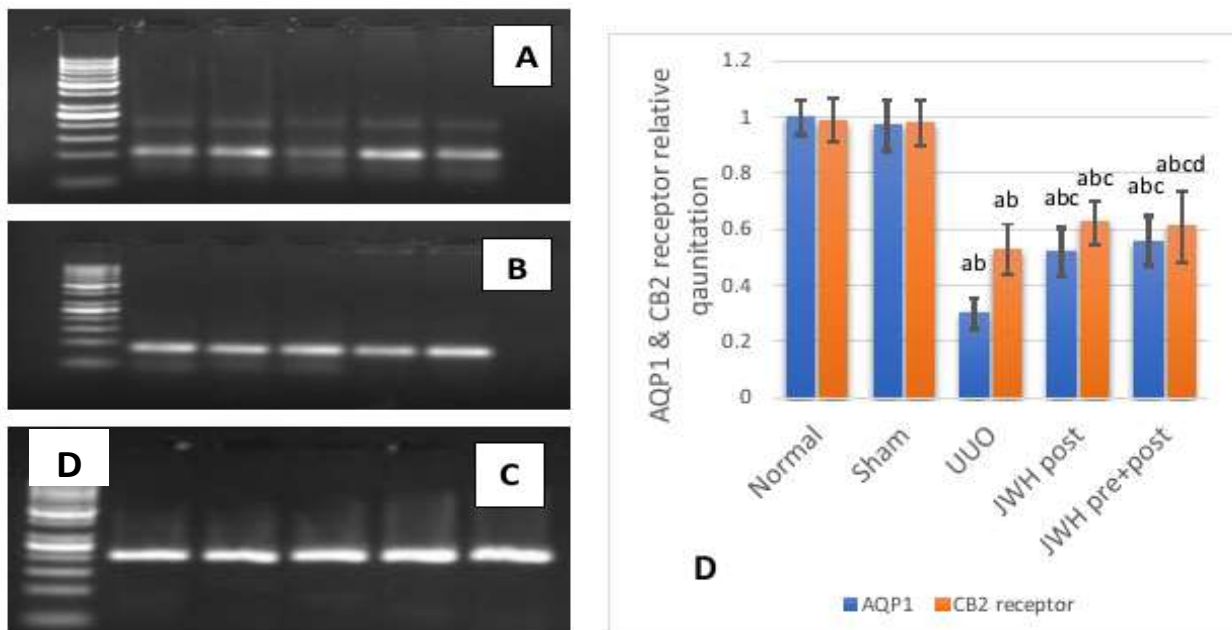 A
B
D
C
AQP1 & CB2 receptor relative
qaunitation
1.2
1
0.8
0.6
0.4
0.2
0
ab
ab
abc
abc
abc
abcd
Normal
Sham
UUO
JWH post
JWH pre+post
D
AQP1
CB2 receptor